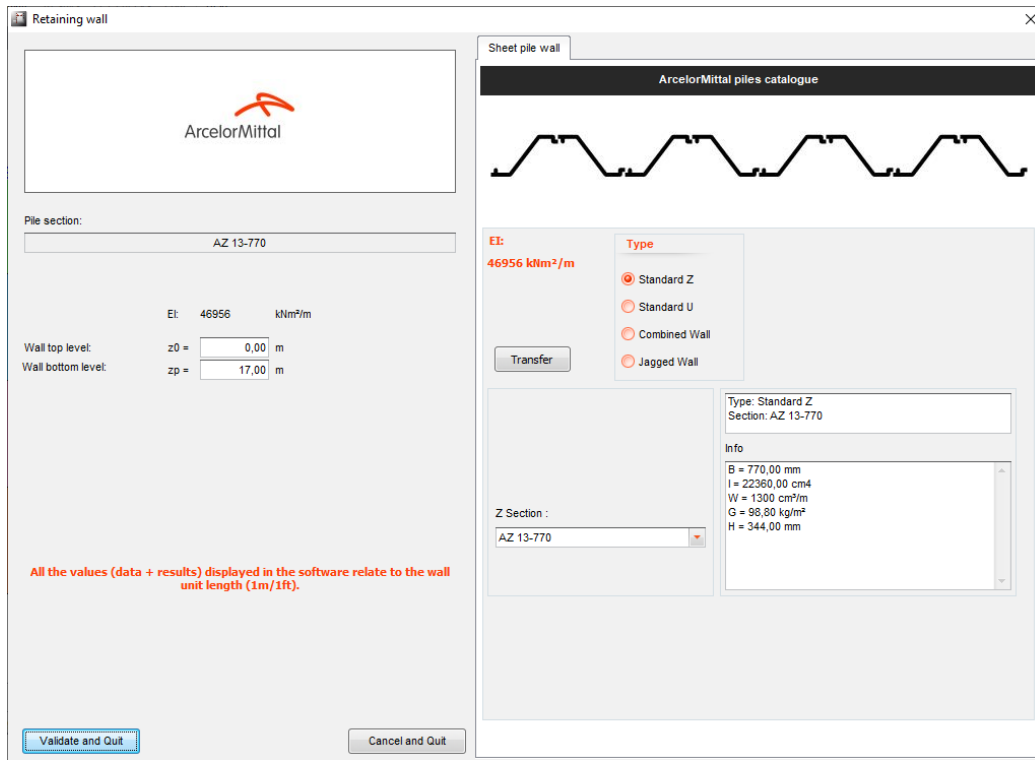 Retaining wall
ArcelorMittal
Pile section:
AZ 13-770
EI: 46956 kNm²/m
Wall top level: z0 = 0,00 m
Wall bottom level: zp = 17,00 m
All the values (data + results) displayed in the software relate to the wall
unit length (1m/1ft).
Validate and Quit
Cancel and Quit
Sheet pile wall
ArcelorMittal piles catalogue
EI:
46956 kNm²/m
Transfer
Type
Standard Z
Standard U
Combined Wall
Jagged Wall
Z Section :
AZ 13-770
Type: Standard Z
Section: AZ 13-770
Info
B = 770,00 mm
I = 22360,00 cm4
W = 1300 cm³/m
G = 98,80 kg/m²
H = 344,00 mm